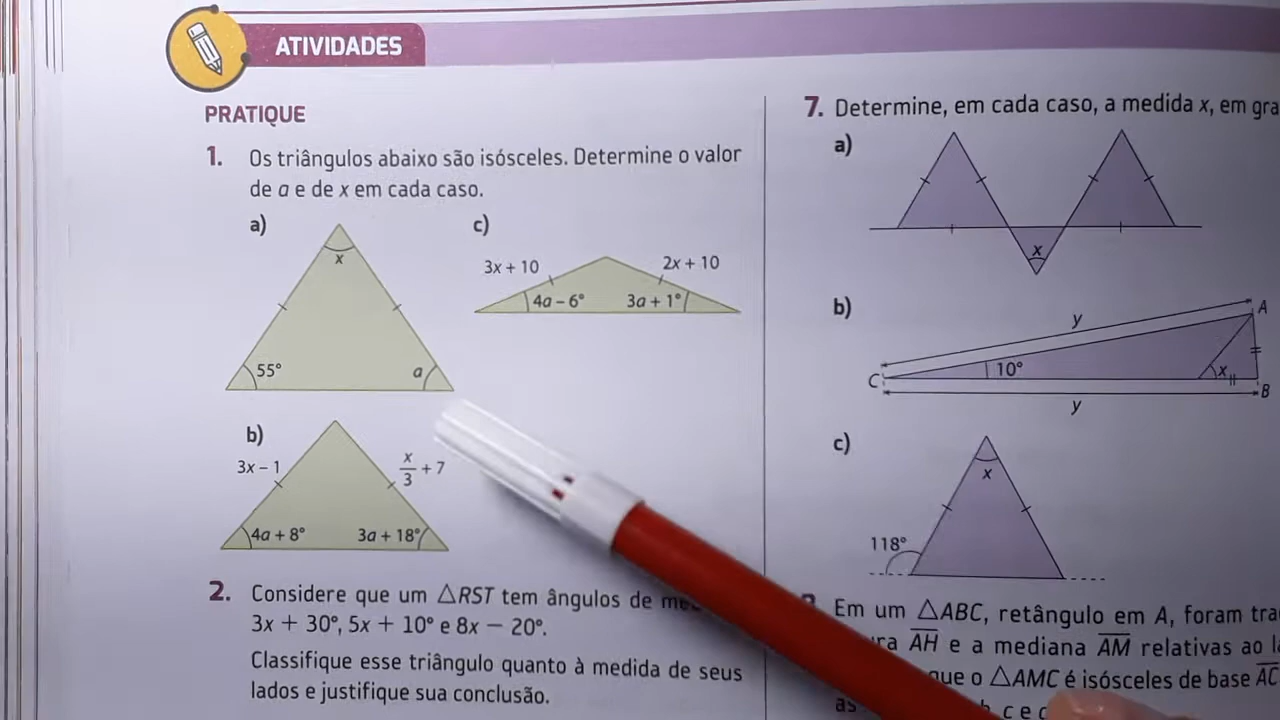 ATIVIDADES
PRATIQUE
1. Os triângulos abaixo são isósceles. Determine o valor
de a e de x em cada caso.
a)
x
55°
a
b)
3x – 1
x/3 + 7
4a + 8°
3a + 18°
c)
3x + 10
2x + 10
4a – 6°
3a + 1°
2. Considere que um △RST tem ângulos de
3x + 30°, 5x + 10° e 8x – 20°.
Classifique esse triângulo quanto à medida de seus
lados e justifique sua conclusão.
7. Determine, em cada caso, a medida x, em
a)
x
b)
y
A
C
10°
x
B
y
c)
x
118°
Em um △ABC, retângulo em A, foram
AH e a mediana AM relativas ao
que o △AMC é isósceles de base AC
as
c e